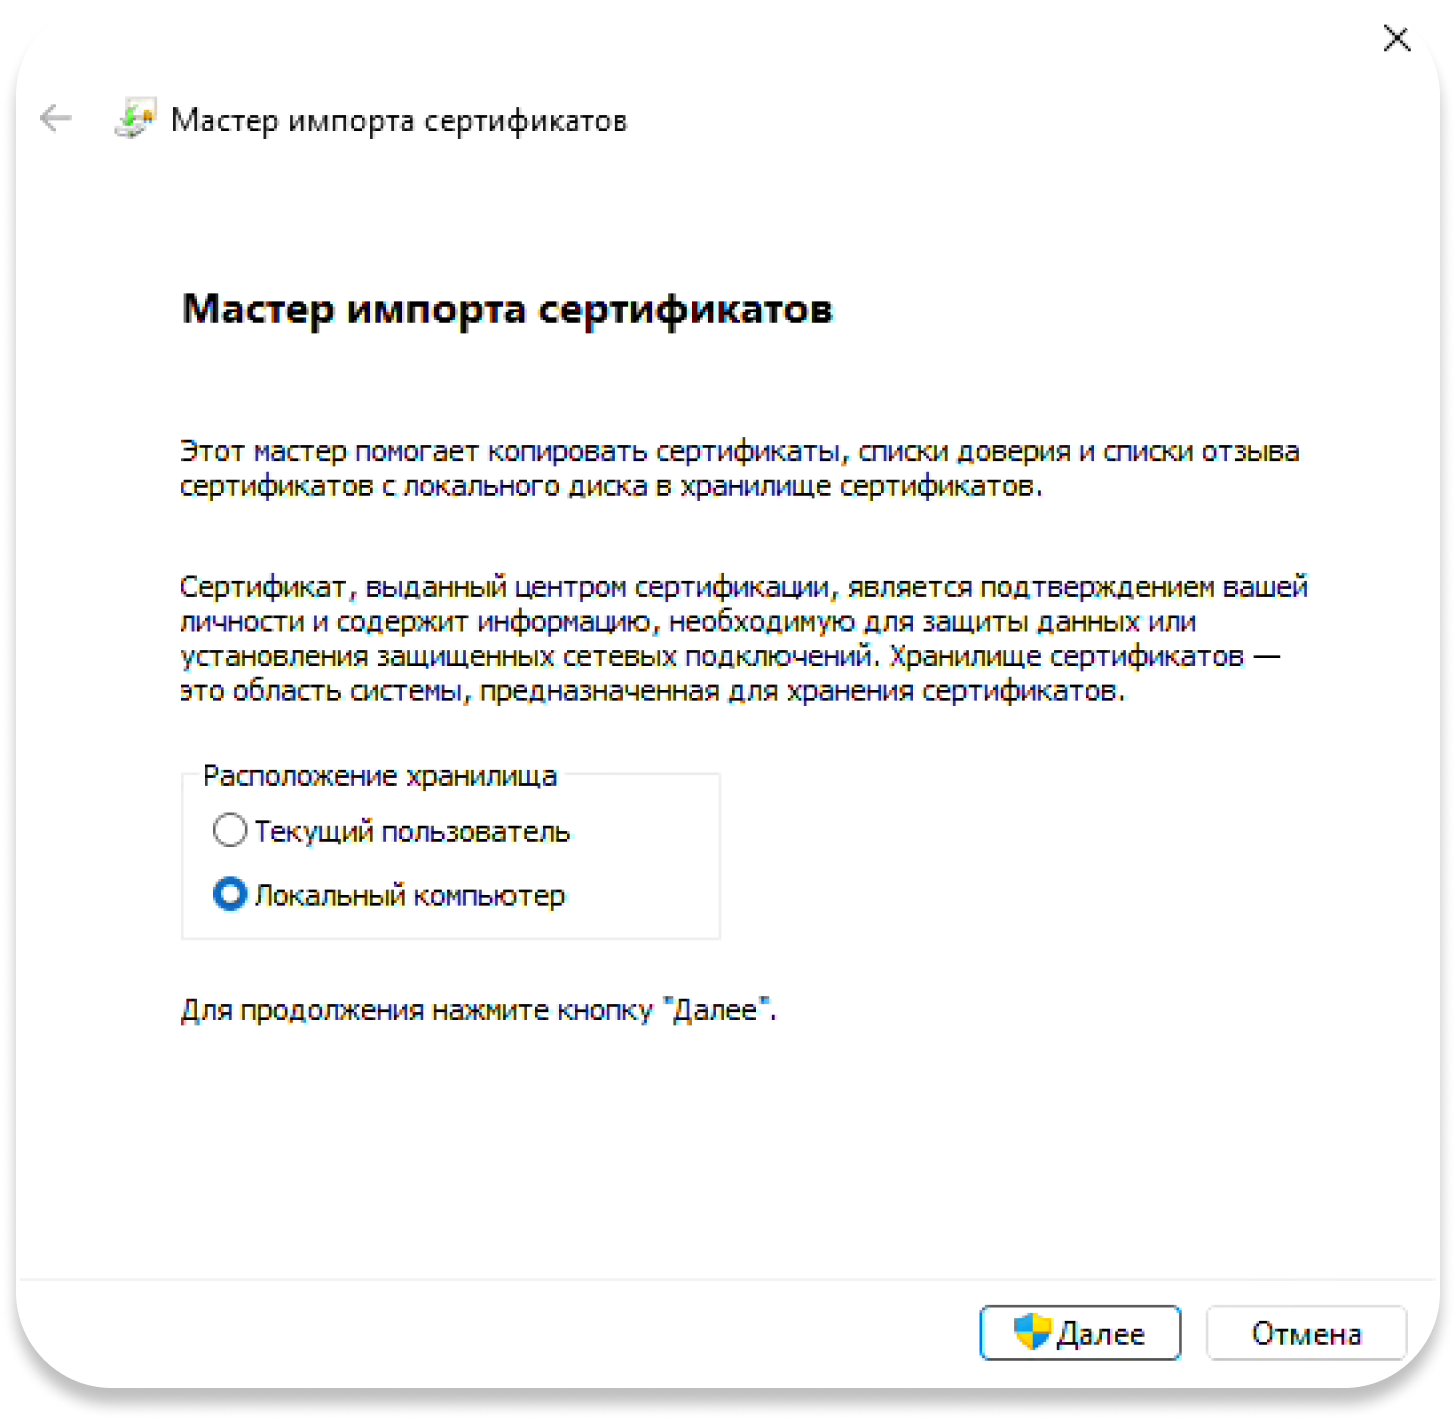 Мастер импорта сертификатов
Мастер импорта сертификатов
Этот мастер помогает копировать сертификаты, списки доверия и списки отзыва
сертификатов с локального диска в хранилище сертификатов.
Сертификат, выданный центром сертификации, является подтверждением вашей
личности и содержит информацию, необходимую для защиты данных или
установления защищенных сетевых подключений. Хранилище сертификатов —
это область системы, предназначенная для хранения сертификатов.
Расположение хранилища
Текущий пользователь
Локальный компьютер
Для продолжения нажмите кнопку "Далее".
Далее
Отмена